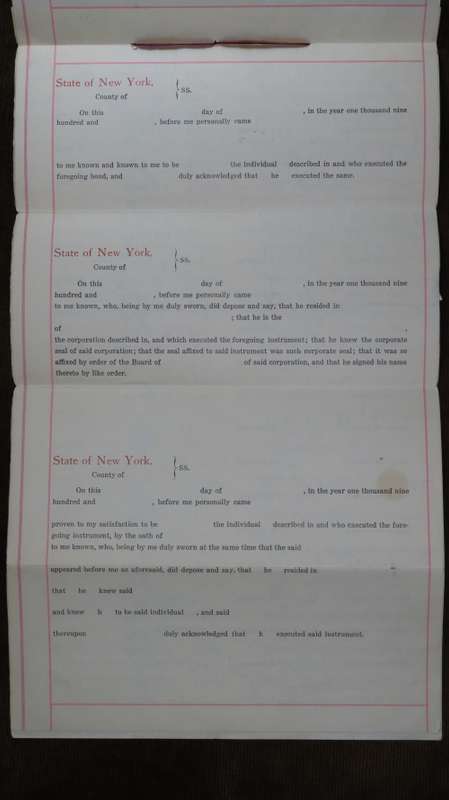 State of New York,
County of
SS.
On this day of , in the year one thousand nine
hundred and , before me personally came
to me known and known to me to be the individual described in and who executed the
foregoing bond, and duly acknowledged that he executed the same.
State of New York,
County of
SS.
On this day of , in the year one thousand nine
hundred and , before me personally came
to me known, who, being by me duly sworn, did depose and say, that he resided in
; that he is the
of ,
the corporation described in, and which executed the foregoing instrument; that he knew the corporate
seal of said corporation; that the seal affixed to said instrument was such corporate seal; that it was so
affixed by order of the Board of of said corporation, and that he signed his name
thereto by like order.
State of New York,
County of
SS.
On this day of , in the year one thousand nine
hundred and , before me personally came
proven to my satisfaction to be the individual described in and who executed the fore-
going instrument, by the oath of
to me known, who, being by me duly sworn at the same time that the said
appeared before me as aforesaid, did depose and say, that he resided in
that he knew said
and knew h to be said individual , and said
thereupon duly acknowledged that h executed said instrument.